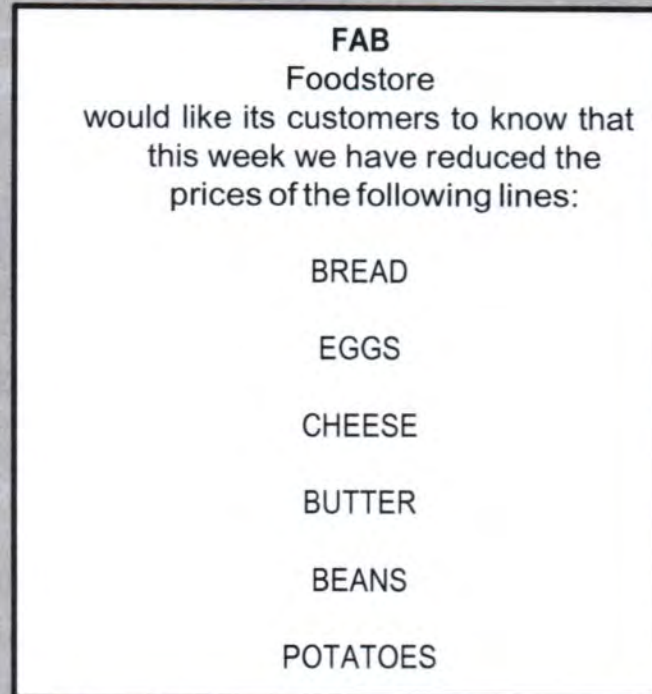 FAB
Foodstore
would like its customers to know that
this week we have reduced the
prices of the following lines:
BREAD
EGGS
CHEESE
BUTTER
BEANS
POTATOES